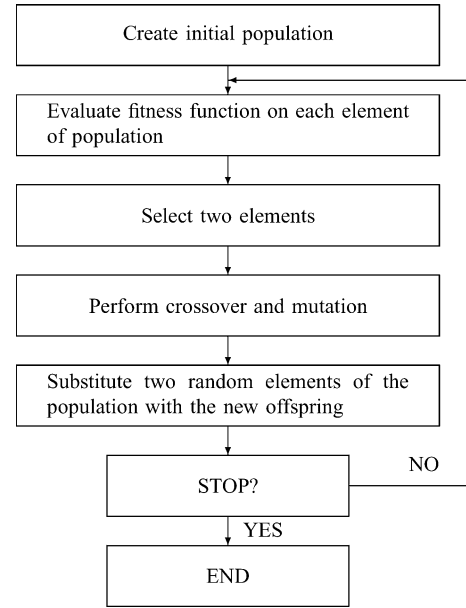 Create initial population
Evaluate fitness function on each element
of population
Select two elements
Perform crossover and mutation
Substitute two random elements of the
population with the new offspring
STOP?
NO
YES
END